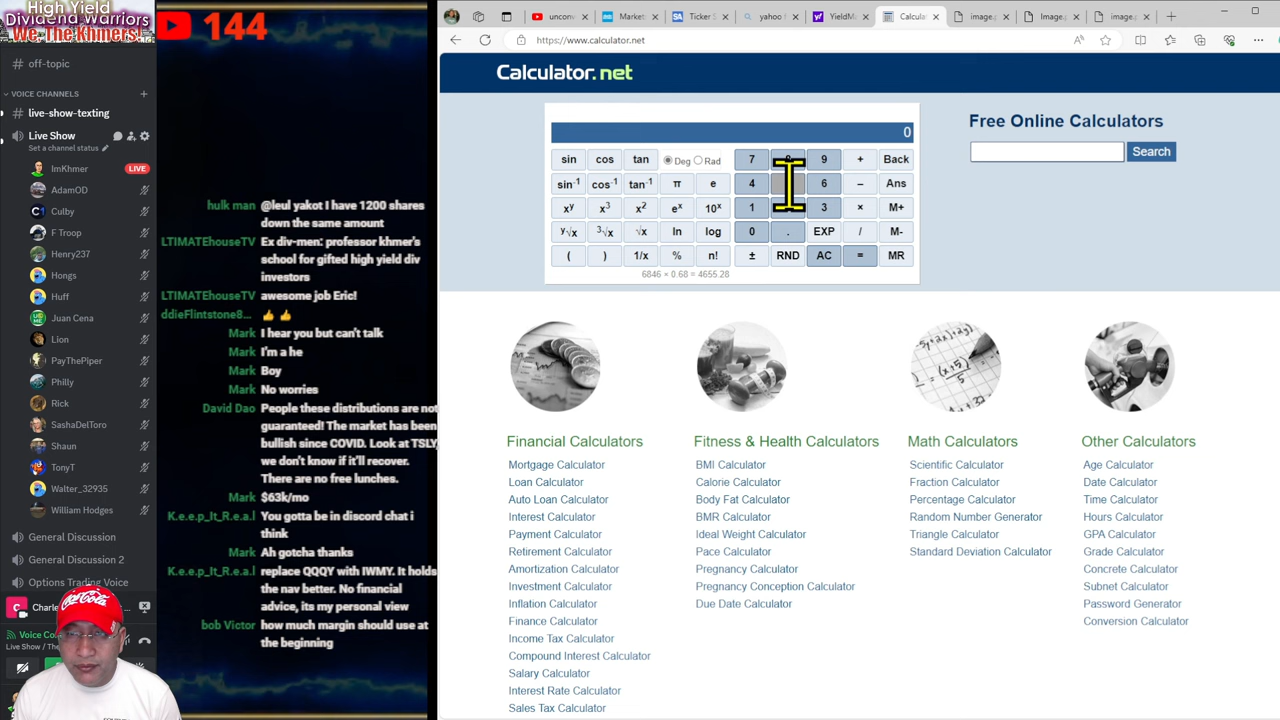 High Yield
Dividend Warriors
We The Khmers!
off-topic
VOICE CHANNELS
live-show-texting
Live Show
Set a channel status
ImKhmer
LIVE
AdamOD
Culby
F Troop
Henry237
Hongs
Huff
Juan Cena
Lion
PayThePiper
Philly
Rick
SashaDelToro
Shaun
TonyT
Walter_32935
William Hodges
General Discussion
General Discussion 2
Options Trading Voice
Charle
Voice Co
Live Show / The
Coca-Cola
144
hulk man @leul yakot I have 1200 shares
down the same amount
LTIMATEhouseTV Ex div-men: professor khmer's
school for gifted high yield div
investors
LTIMATEhouseTV awesome job Eric!
ddieFlintstone8... 👍 👍
Mark I hear you but can't talk
Mark I'm a he
Mark Boy
Mark No worries
David Dao People these distributions are not
guaranteed! The market has been
bullish since COVID. Look at TSLY,
we don't know if it'll recover.
There are no free lunches.
Mark $63k/mo
K.e.e.p_It_R.e.a.l You gotta be in discord chat i
think
Mark Ah gotcha thanks
K.e.e.p_It_R.e.a.l replace QQQY with IWMY. It holds
the nav better. No financial
advice, its my personal view
bob Victor how much margin should use at
the beginning
unconv
Market
Ticker S
yahoo f
YieldMa
Calculat
image.
Image.
image.
https://www.calculator.net
Calculator.net
0
sin cos tan Deg Rad 7 8 9 + Back
sin-1 cos-1 tan-1 π e 4 6 – Ans
xy x3 x2 ex 10x 1 3 × M+
y√x 3√x √x ln log 0 . EXP / M-
( ) 1/x % n! ± RND AC = MR
6846 × 0.68 = 4655.28
Free Online Calculators
Search
Financial Calculators
Mortgage Calculator
Loan Calculator
Auto Loan Calculator
Interest Calculator
Payment Calculator
Retirement Calculator
Amortization Calculator
Investment Calculator
Inflation Calculator
Finance Calculator
Income Tax Calculator
Compound Interest Calculator
Salary Calculator
Interest Rate Calculator
Sales Tax Calculator
Fitness & Health Calculators
BMI Calculator
Calorie Calculator
Body Fat Calculator
BMR Calculator
Ideal Weight Calculator
Pace Calculator
Pregnancy Calculator
Pregnancy Conception Calculator
Due Date Calculator
Math Calculators
Scientific Calculator
Fraction Calculator
Percentage Calculator
Random Number Generator
Triangle Calculator
Standard Deviation Calculator
Other Calculators
Age Calculator
Date Calculator
Time Calculator
Hours Calculator
GPA Calculator
Grade Calculator
Concrete Calculator
Subnet Calculator
Password Generator
Conversion Calculator